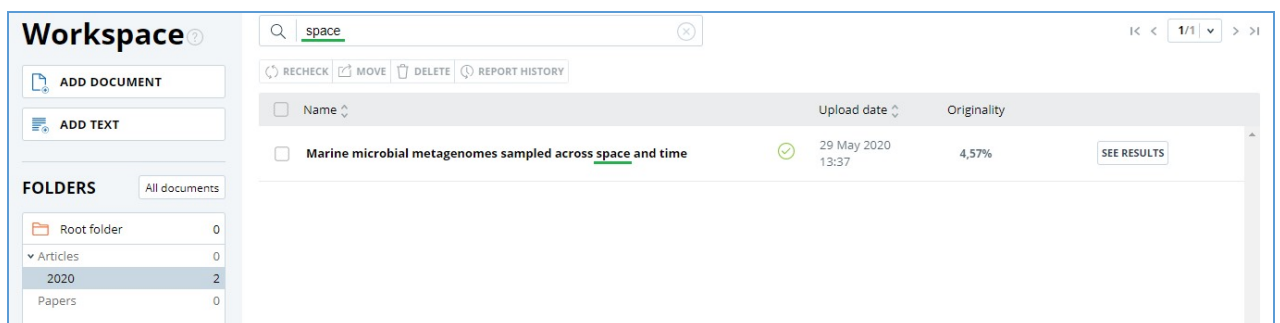 Workspace
space
1/1
ADD DOCUMENT
ADD TEXT
RECHECK MOVE DELETE REPORT HISTORY
Name Upload date Originality
Marine microbial metagenomes sampled across space and time 29 May 2020 13:37 4,57% SEE RESULTS
FOLDERS All documents
Root folder 0
Articles 0
2020 2
Papers 0